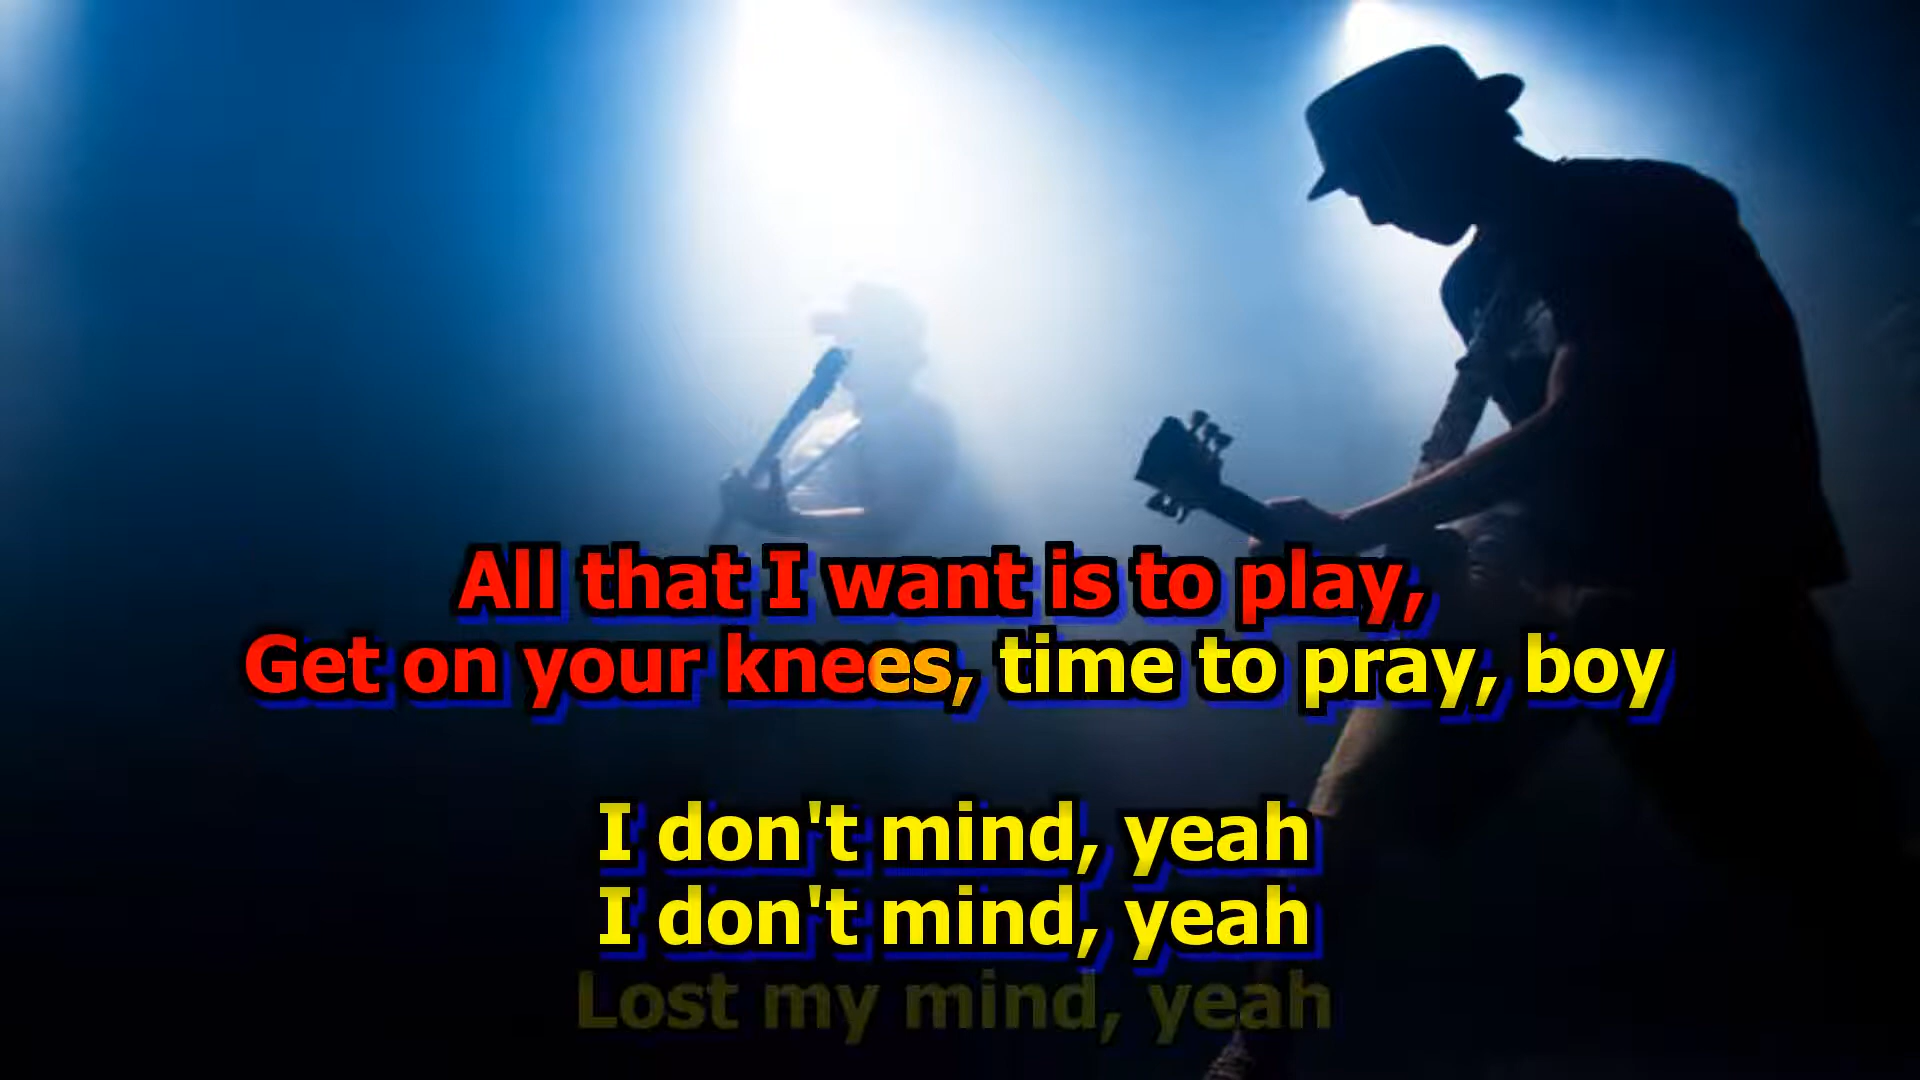 All that I want is to play,
Get on your knees, time to pray, boy
I don't mind, yeah
I don't mind, yeah
Lost my mind, yeah